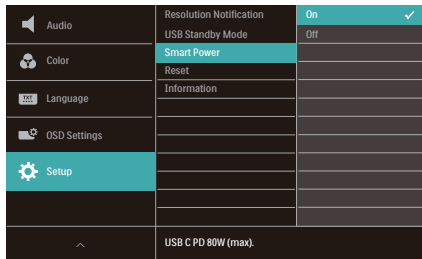 Audio
Color
TXT
Language
OSD Settings
Setup
Resolution Notification
USB Standby Mode
Smart Power
Reset
Information
On
Off
USB C PD 80W (max).